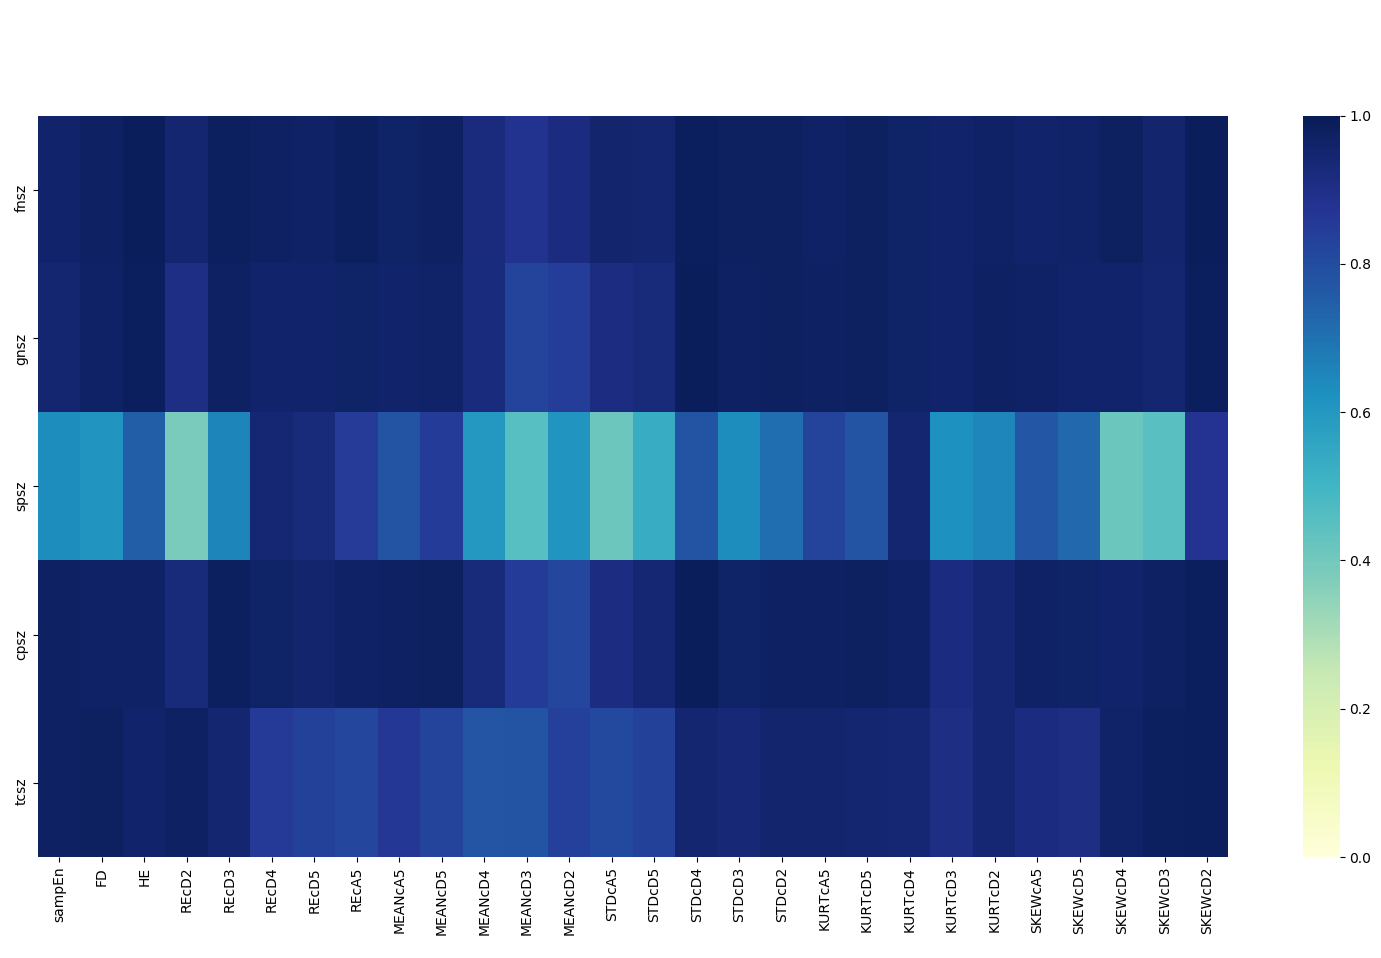 fnsz
gnsz
spsz
cpsz
tcsz
sampEn
FD
HE
REcD2
REcD3
REcD4
REcD5
REcA5
MEANcA5
MEANcD5
MEANcD4
MEANcD3
MEANcD2
STDcA5
STDcD5
STDcD4
STDcD3
STDcD2
KURTcA5
KURTcD5
KURTcD4
KURTcD3
KURTcD2
SKEWcA5
SKEWcD5
SKEWcD4
SKEWcD3
SKEWcD2
1.0
0.8
0.6
0.4
0.2
0.0